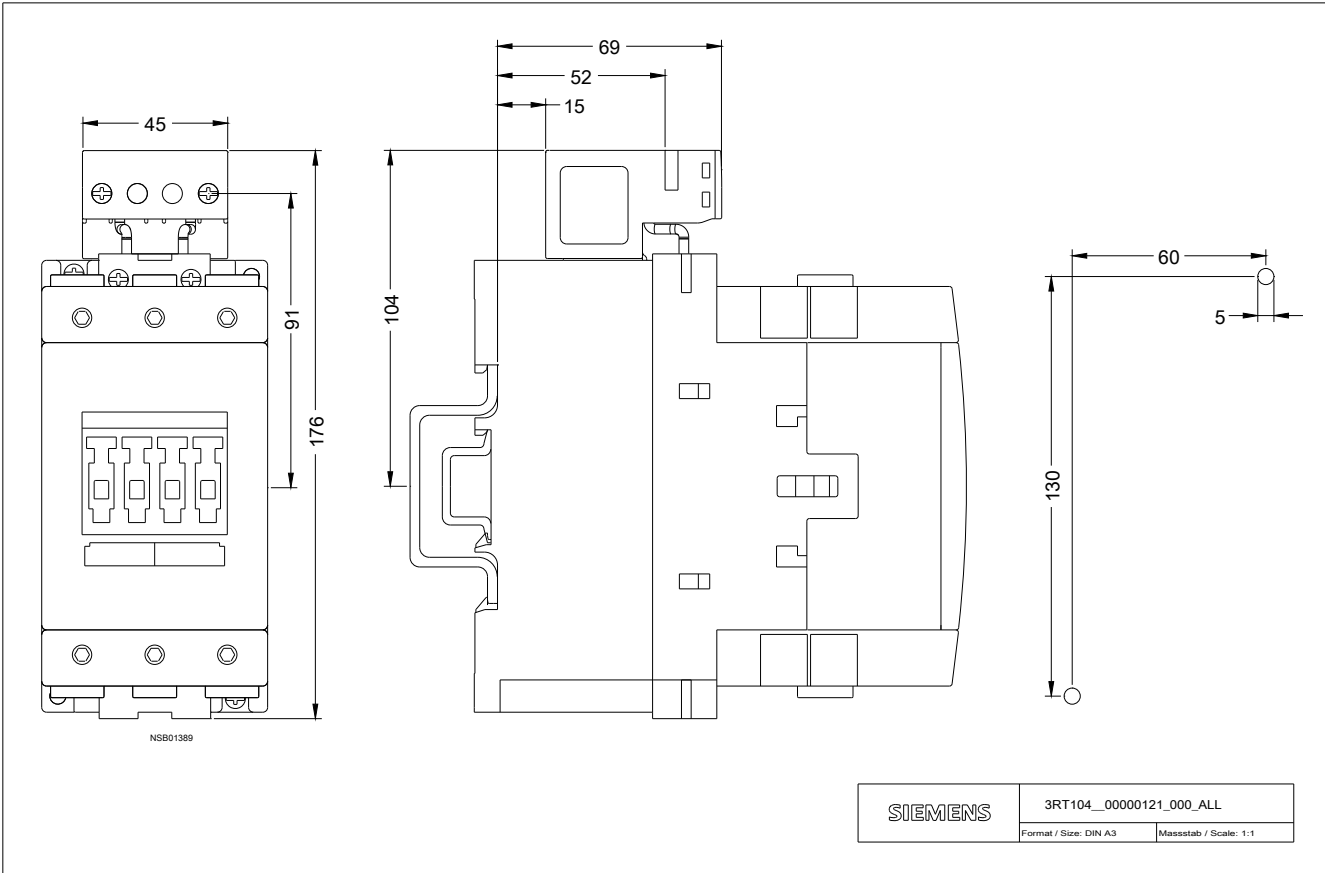 69
52
15
45
104
91
176
60
5
130
NSB01389
SIEMENS
3RT104__00000121_000_ALL
Format / Size: DIN A3
Massstab / Scale: 1:1